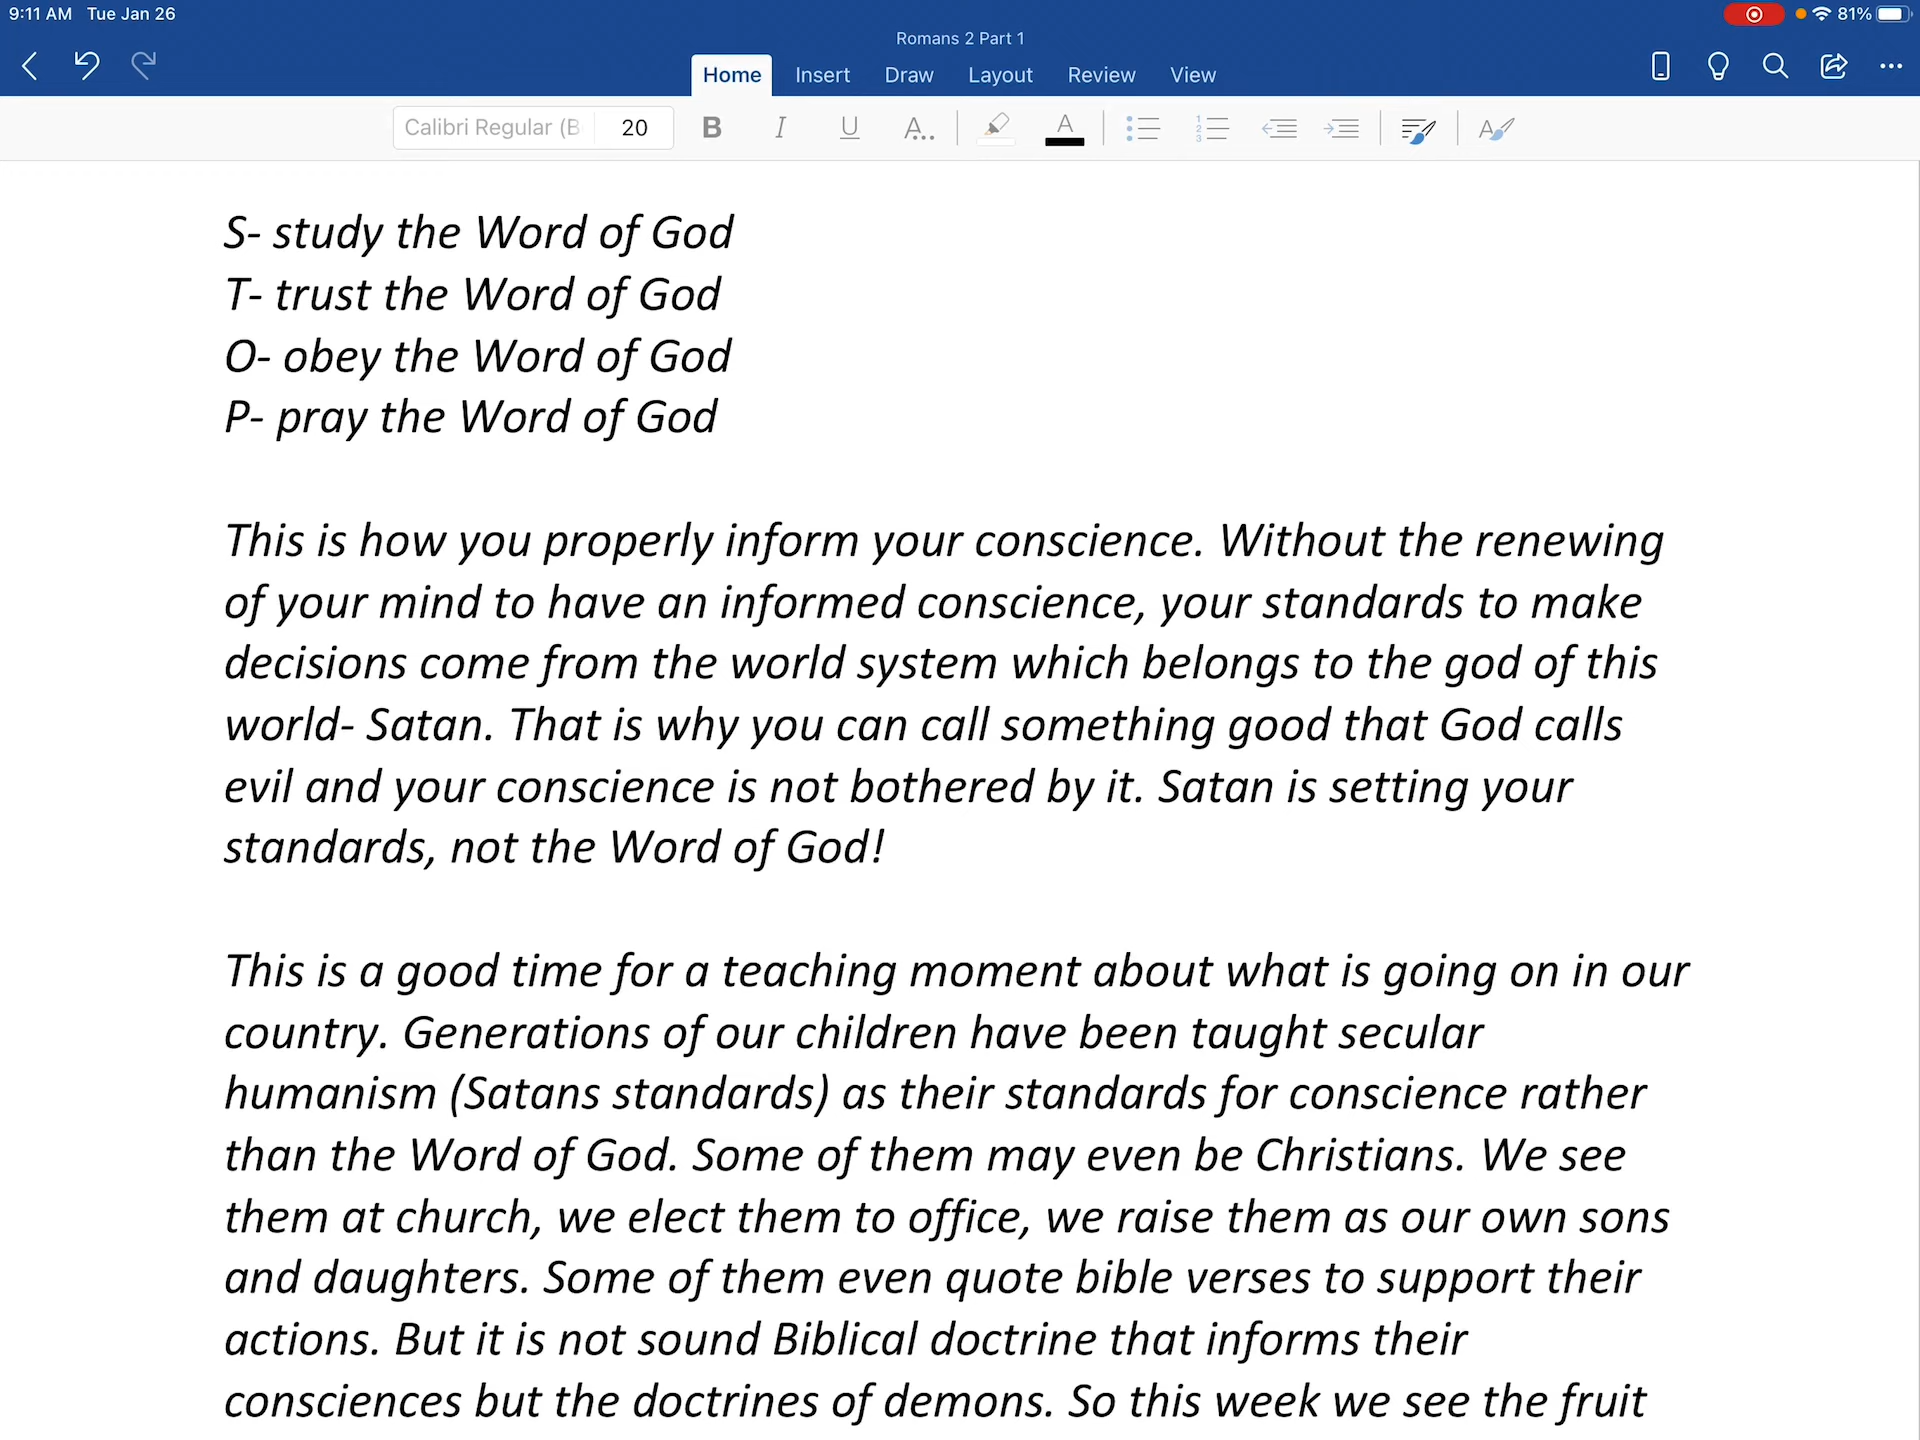 9:11 AM Tue Jan 26
81%
Romans 2 Part 1
Home Insert Draw Layout Review View
Calibri Regular (B 20 B I U A.. A A
S- study the Word of God
T- trust the Word of God
O- obey the Word of God
P- pray the Word of God
This is how you properly inform your conscience. Without the renewing
of your mind to have an informed conscience, your standards to make
decisions come from the world system which belongs to the god of this
world- Satan. That is why you can call something good that God calls
evil and your conscience is not bothered by it. Satan is setting your
standards, not the Word of God!
This is a good time for a teaching moment about what is going on in our
country. Generations of our children have been taught secular
humanism (Satans standards) as their standards for conscience rather
than the Word of God. Some of them may even be Christians. We see
them at church, we elect them to office, we raise them as our own sons
and daughters. Some of them even quote bible verses to support their
actions. But it is not sound Biblical doctrine that informs their
consciences but the doctrines of demons. So this week we see the fruit